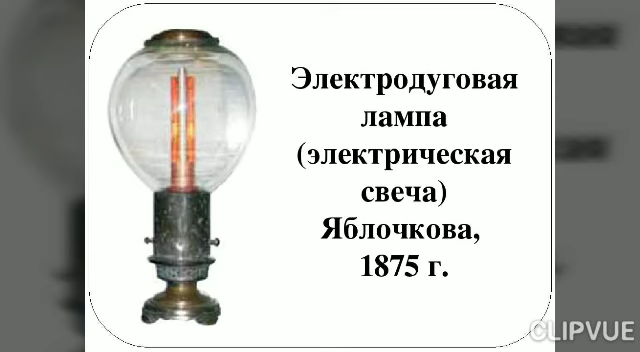 Электродуговая
лампа
(электрическая
свеча)
Яблочкова,
1875 г.
CLIPVUE